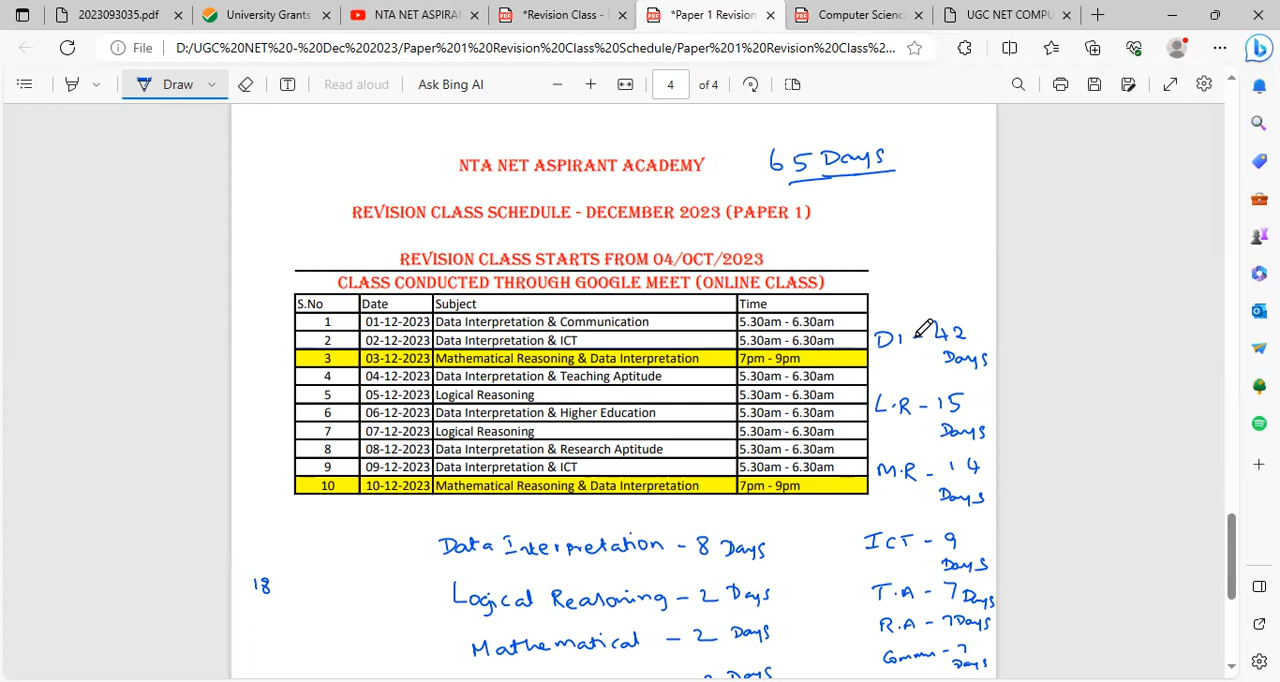 2023093035.pdf
University Grants
NTA NET ASPIRAN
*Revision Class -
*Paper 1 Revision
Computer Scienc
UGC NET COMPU
File
D:/UGC%20NET%20-%20Dec%202023/Paper%201%20Revision%20Class%20Schedule/Paper%201%20Revision%20Class%2...
Draw
Read aloud
Ask Bing AI
4 of 4
NTA NET ASPIRANT ACADEMY
65 Days
REVISION CLASS SCHEDULE - DECEMBER 2023 (PAPER 1)
REVISION CLASS STARTS FROM 04/OCT/2023
CLASS CONDUCTED THROUGH GOOGLE MEET (ONLINE CLASS)
S.No Date Subject Time
1 01-12-2023 Data Interpretation & Communication 5.30am - 6.30am
2 02-12-2023 Data Interpretation & ICT 5.30am - 6.30am
3 03-12-2023 Mathematical Reasoning & Data Interpretation 7pm - 9pm
4 04-12-2023 Data Interpretation & Teaching Aptitude 5.30am - 6.30am
5 05-12-2023 Logical Reasoning 5.30am - 6.30am
6 06-12-2023 Data Interpretation & Higher Education 5.30am - 6.30am
7 07-12-2023 Logical Reasoning 5.30am - 6.30am
8 08-12-2023 Data Interpretation & Research Aptitude 5.30am - 6.30am
9 09-12-2023 Data Interpretation & ICT 5.30am - 6.30am
10 10-12-2023 Mathematical Reasoning & Data Interpretation 7pm - 9pm
DI - 42
Days
L.R - 15
Days
M.R - 14
Days
ICT - 9
Days
T.A - 7 Days
R.A - 7 Days
Commu - 7
Days
Data Interpretation - 8 Days
18
Logical Reasoning - 2 Days
Mathematical - 2 Days